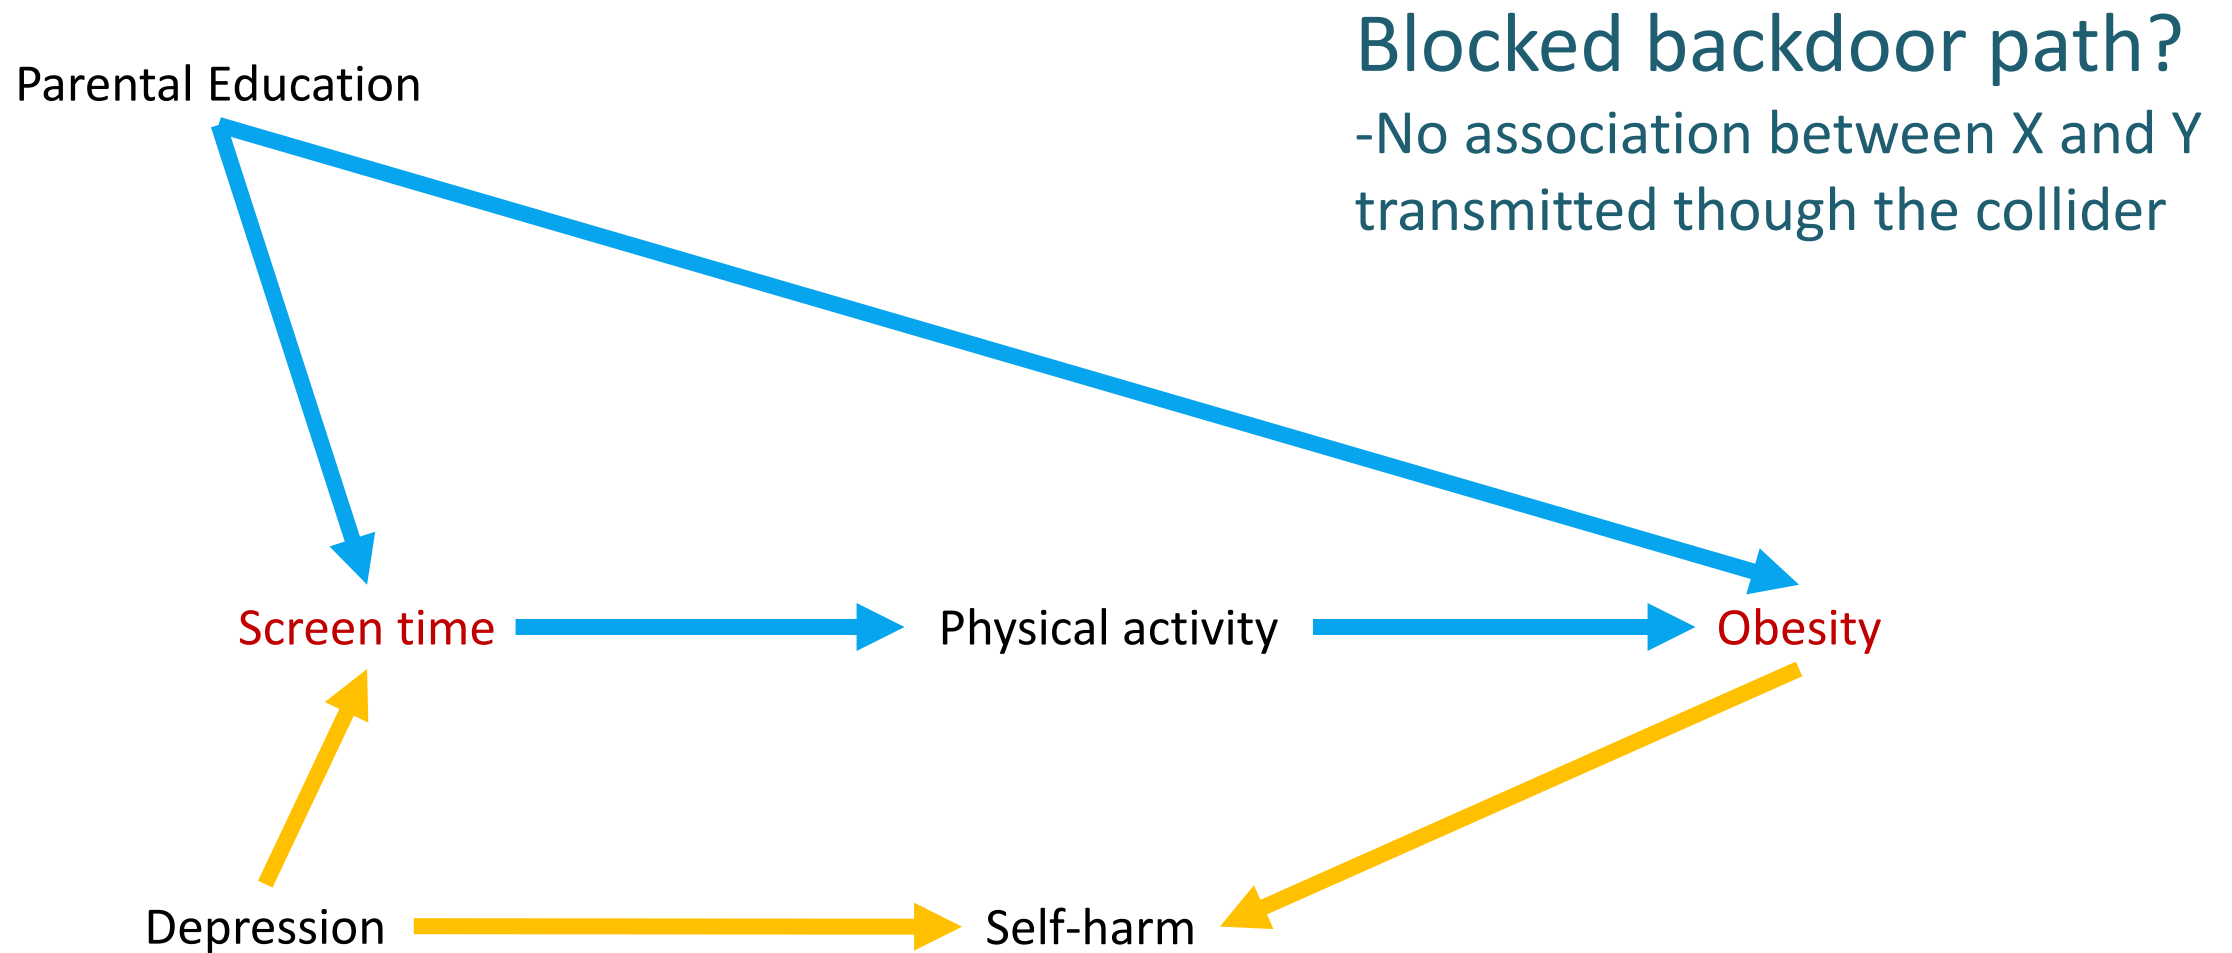 Blocked backdoor path?
-No association between X and Y
transmitted though the collider
Parental Education
Screen time
Physical activity
Obesity
Depression
Self-harm